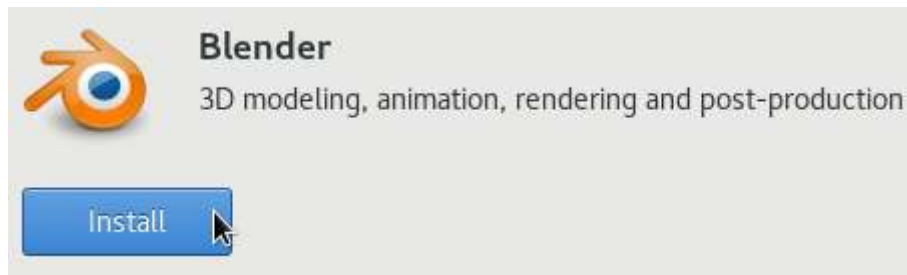 Blender
3D modeling, animation, rendering and post-production
Install